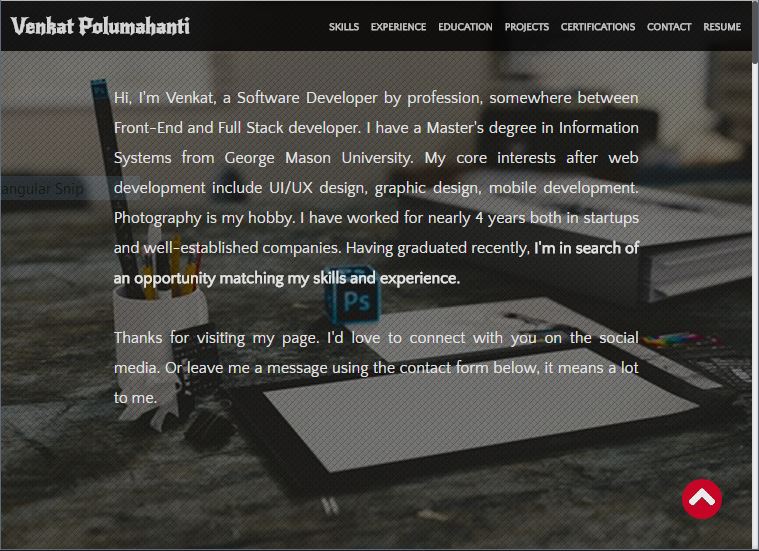 Venkat Polumahanti
SKILLS EXPERIENCE EDUCATION PROJECTS CERTIFICATIONS CONTACT RESUME
Ps
Hi, I'm Venkat, a Software Developer by profession, somewhere between
Front-End and Full Stack developer. I have a Master's degree in Information
Systems from George Mason University. My core interests after web
angular Snip
development include UI/UX design, graphic design, mobile development.
Photography is my hobby. I have worked for nearly 4 years both in startups
and well-established companies. Having graduated recently, I'm in search of
an opportunity matching my skills and experience.
Ps
Thanks for visiting my page. I'd love to connect with you on the social
media. Or leave me a message using the contact form below, it means a lot
to me.